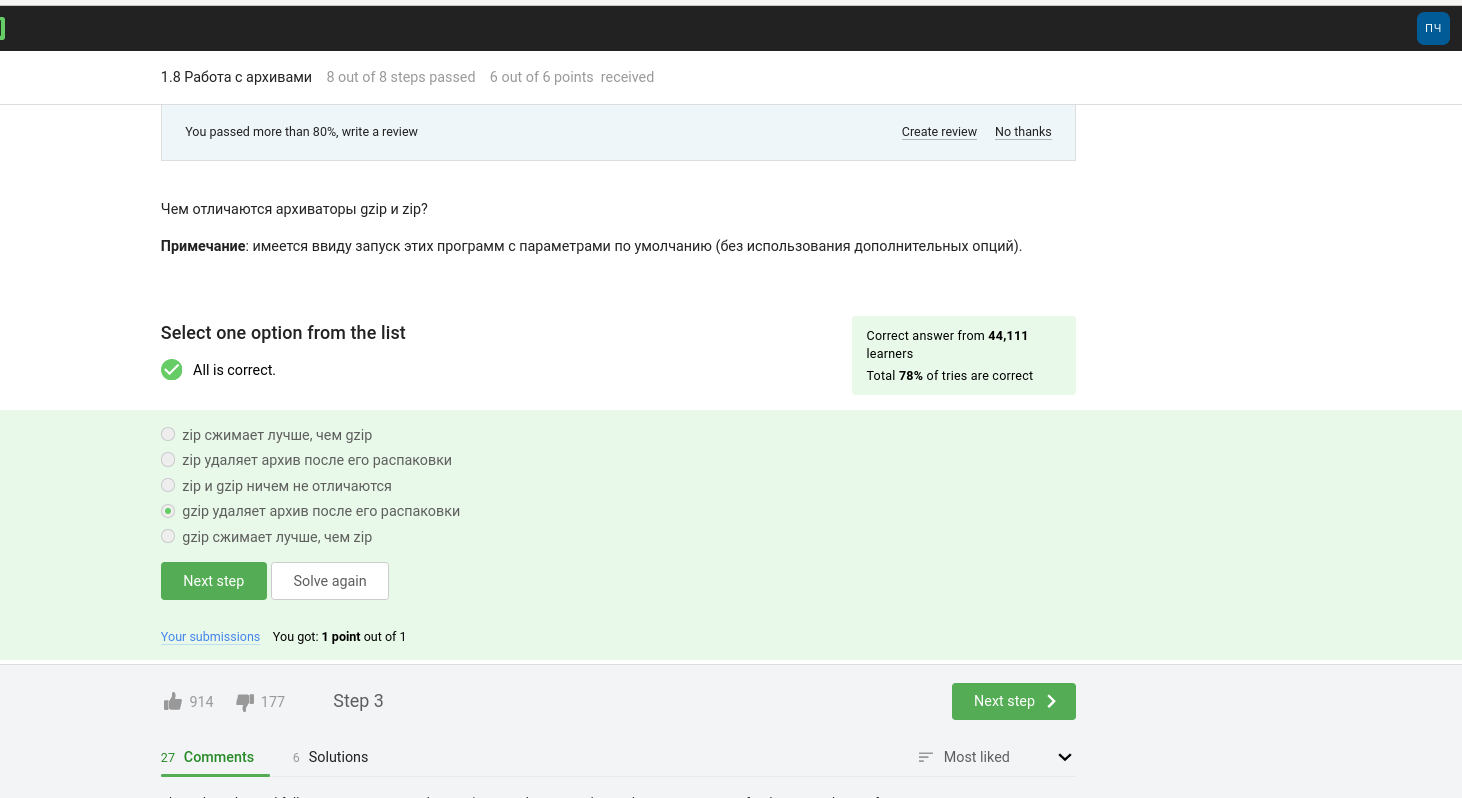 ПЧ
1.8 Работа с архивами 8 out of 8 steps passed 6 out of 6 points received
You passed more than 80%, write a review Create review No thanks
Чем отличаются архиваторы gzip и zip?
Примечание: имеется ввиду запуск этих программ с параметрами по умолчанию (без использования дополнительных опций).
Select one option from the list
All is correct.
Correct answer from 44,111
learners
Total 78% of tries are correct
zip сжимает лучше, чем gzip
zip удаляет архив после его распаковки
zip и gzip ничем не отличаются
gzip удаляет архив после его распаковки
gzip сжимает лучше, чем zip
Next step Solve again
Your submissions You got: 1 point out of 1
914 177 Step 3 Next step
27 Comments 6 Solutions Most liked